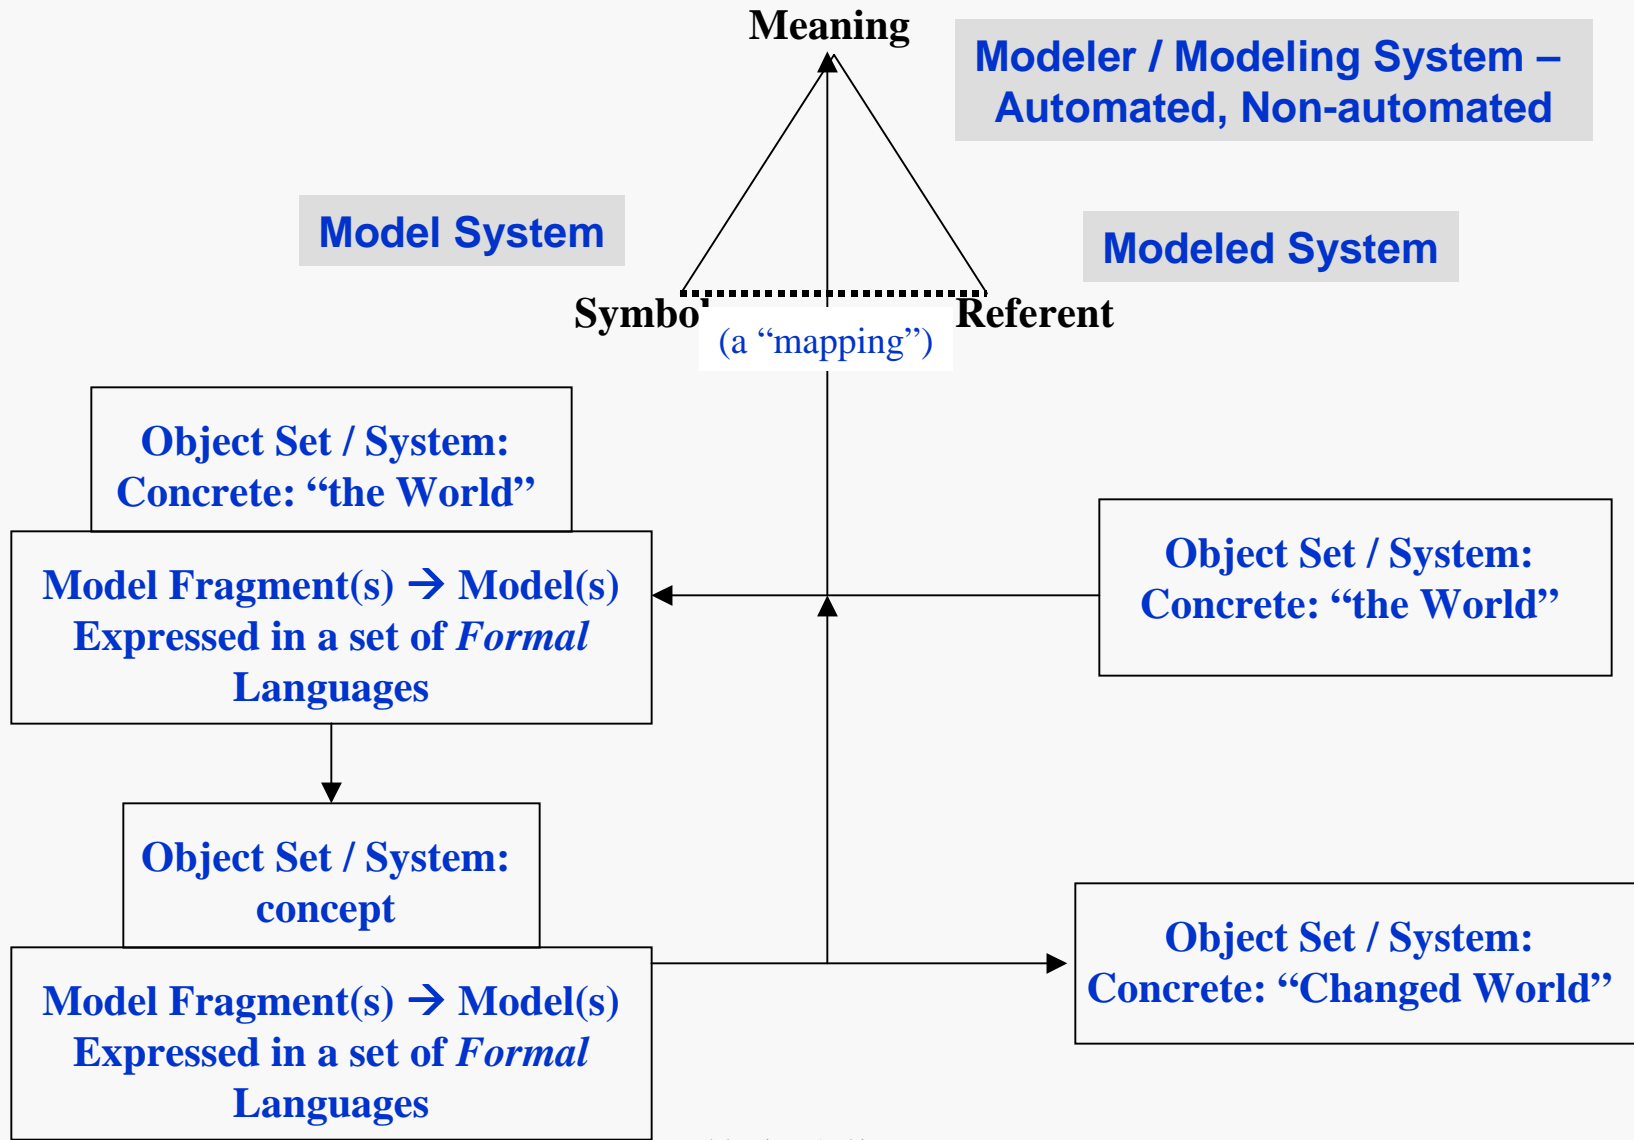 Meaning
Modeler / Modeling System –
Automated, Non-automated
Model System
Modeled System
Referent
(a “mapping”)
Object Set / System:
Concrete: “the World”
Model Fragment(s) → Model(s)
Expressed in a set of Formal
Languages
Object Set / System:
Concrete: “the World”
Object Set / System:
concept
Model Fragment(s) → Model(s)
Expressed in a set of Formal
Languages
Object Set / System:
Concrete: “Changed World”